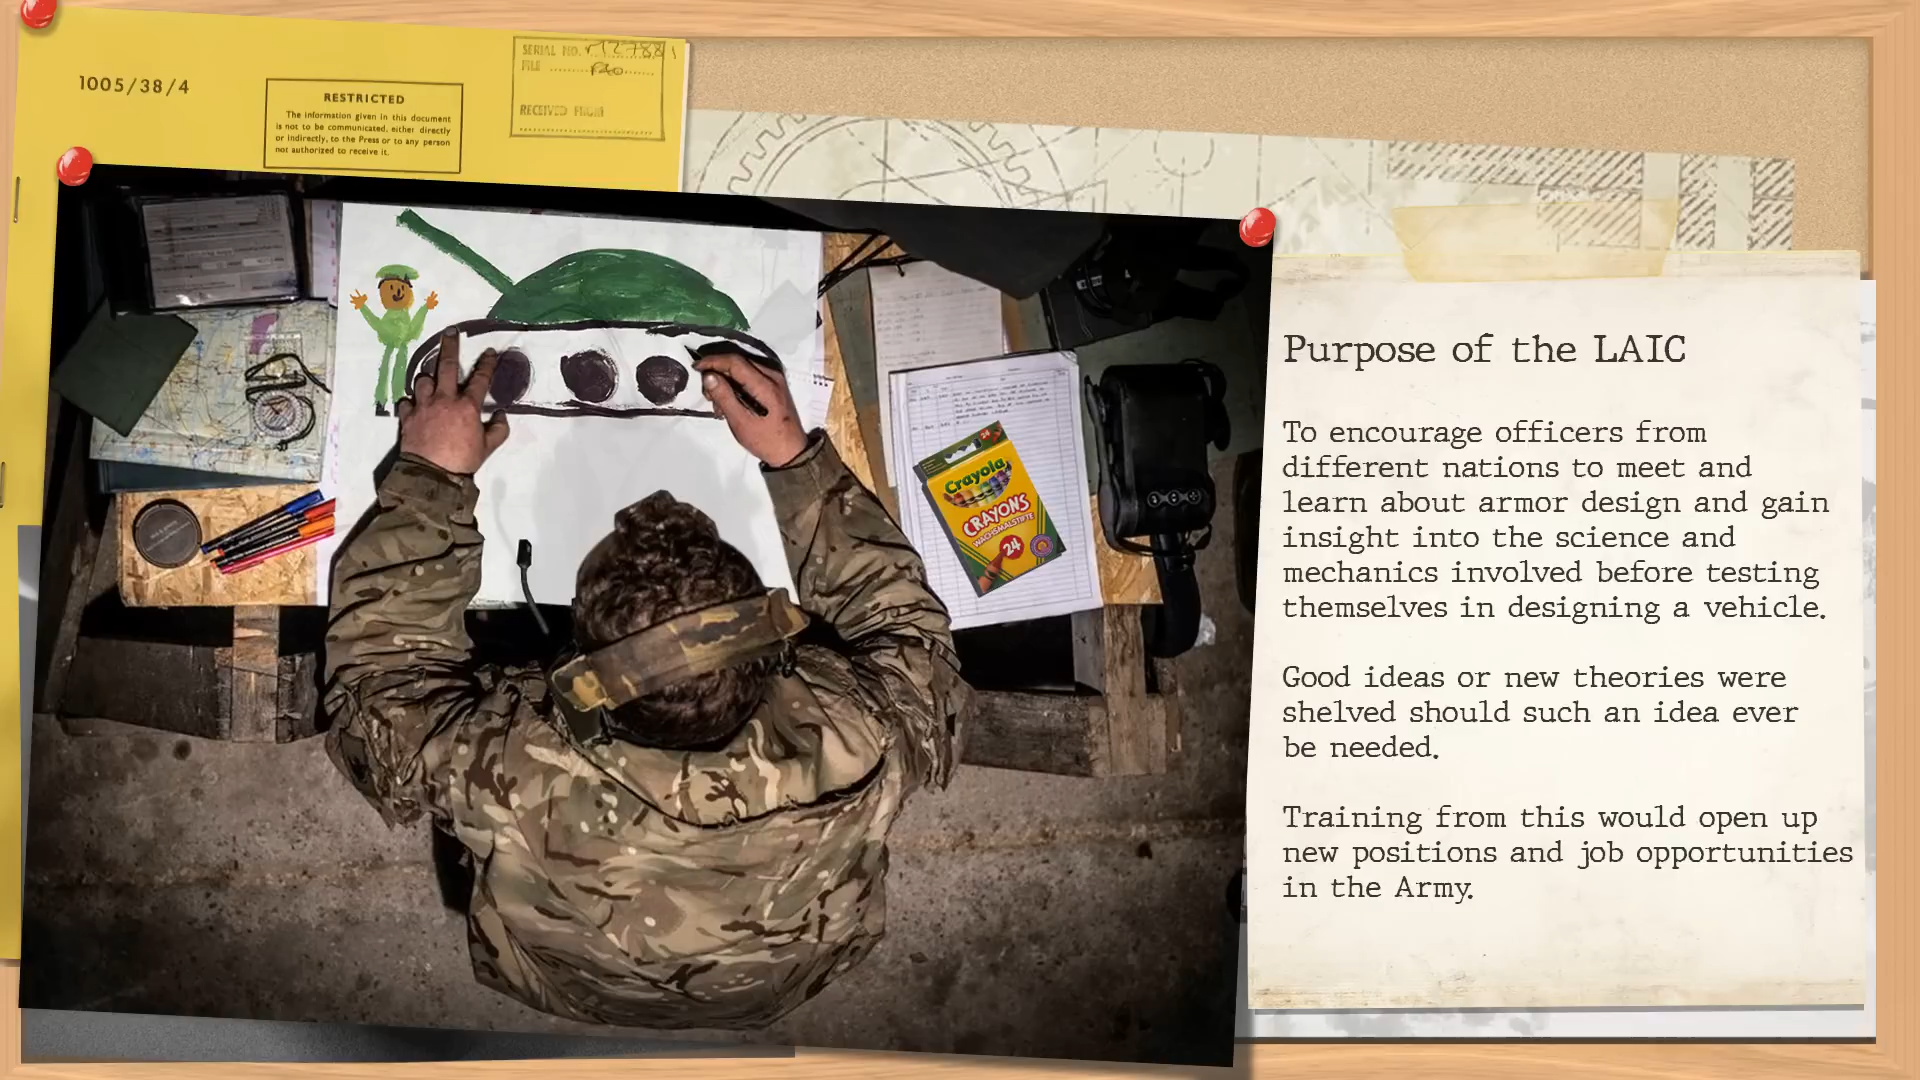 1005/38/4
RESTRICTED
The information given in this document
is not to be communicated, either directly
or indirectly, to the Press or to any person
not authorized to receive it.
SERIAL NO.
FILE
RECEIVED FROM
Crayola
CRAYONS
WACHSMALSTIFTE
24
24
Purpose of the LAIC
To encourage officers from
different nations to meet and
learn about armor design and gain
insight into the science and
mechanics involved before testing
themselves in designing a vehicle.
Good ideas or new theories were
shelved should such an idea ever
be needed.
Training from this would open up
new positions and job opportunities
in the Army.